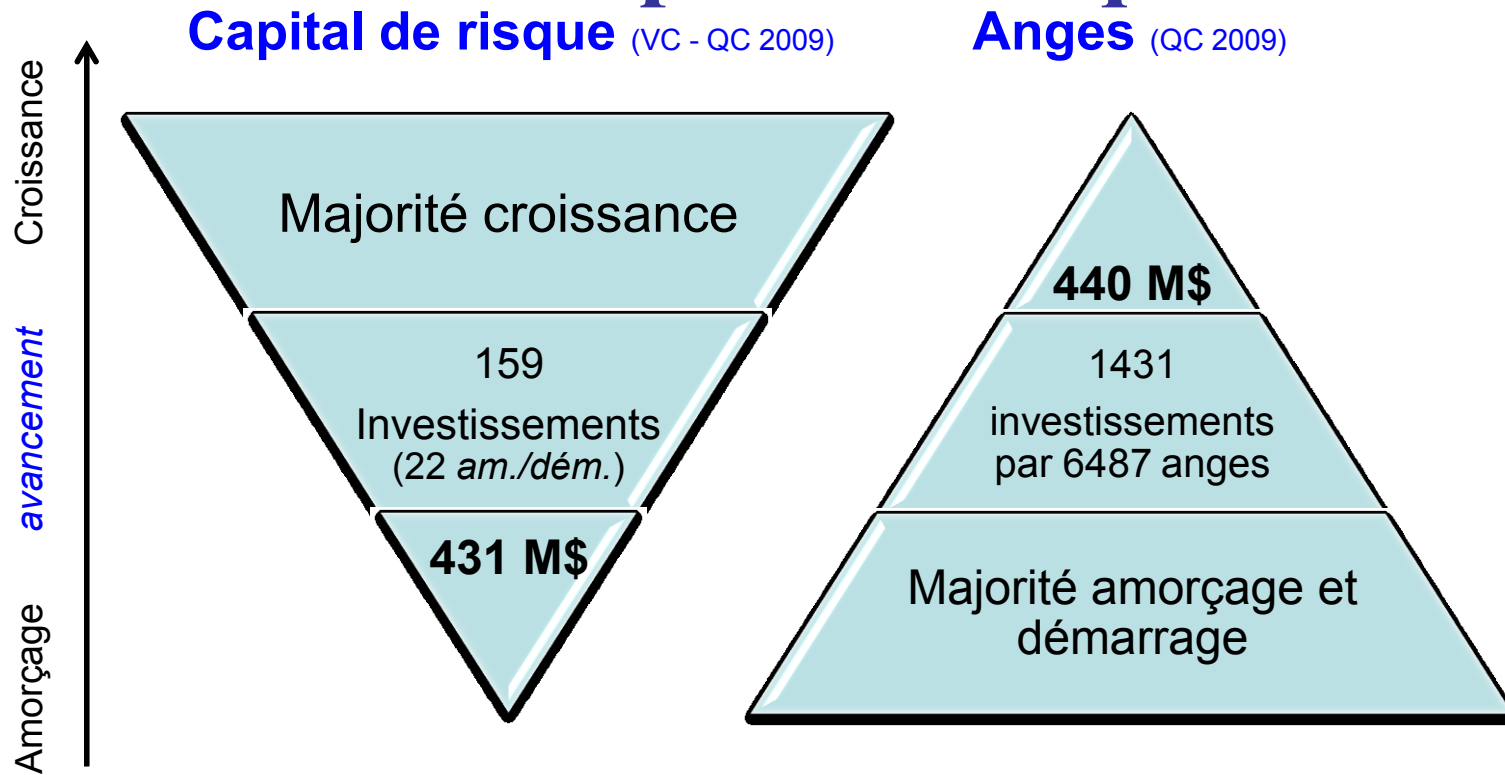 Capital de risque (VC - QC 2009)
Anges (QC 2009)
Croissance
avancement
Amorçage
Majorité croissance
159
Investissements
(22 am./dém.)
431 M$
440 M$
1431
investissements
par 6487 anges
Majorité amorçage et
démarrage